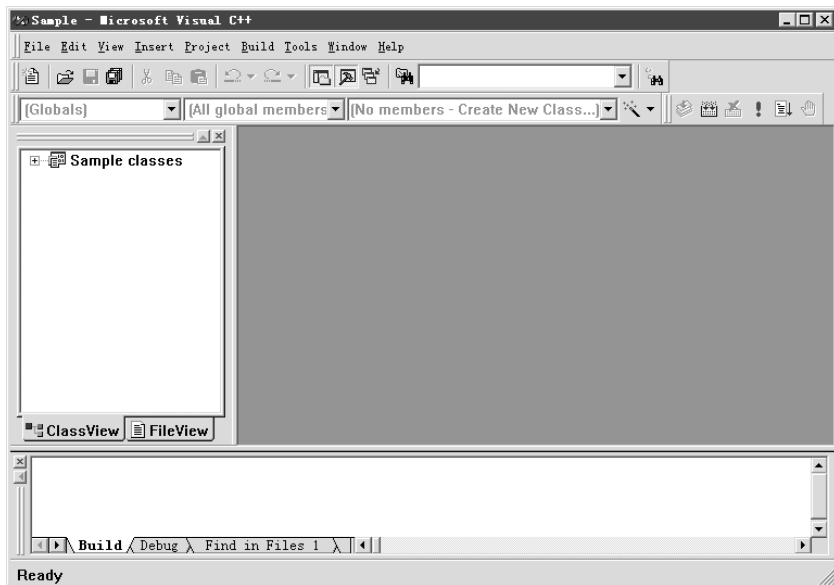 Sample - Microsoft Visual C++
File Edit View Insert Project Build Tools Window Help
(Globals) (All global members (No members - Create New Class...)
Sample classes
ClassView FileView
Build Debug Find in Files 1
Ready